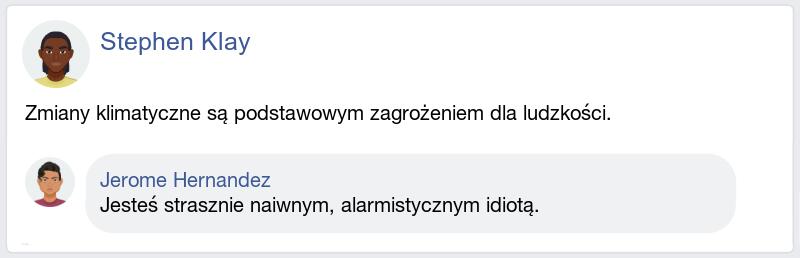 Stephen Klay
Zmiany klimatyczne są podstawowym zagrożeniem dla ludzkości.
Jerome Hernandez
Jesteś strasznie naiwnym, alarmistycznym idiotą.